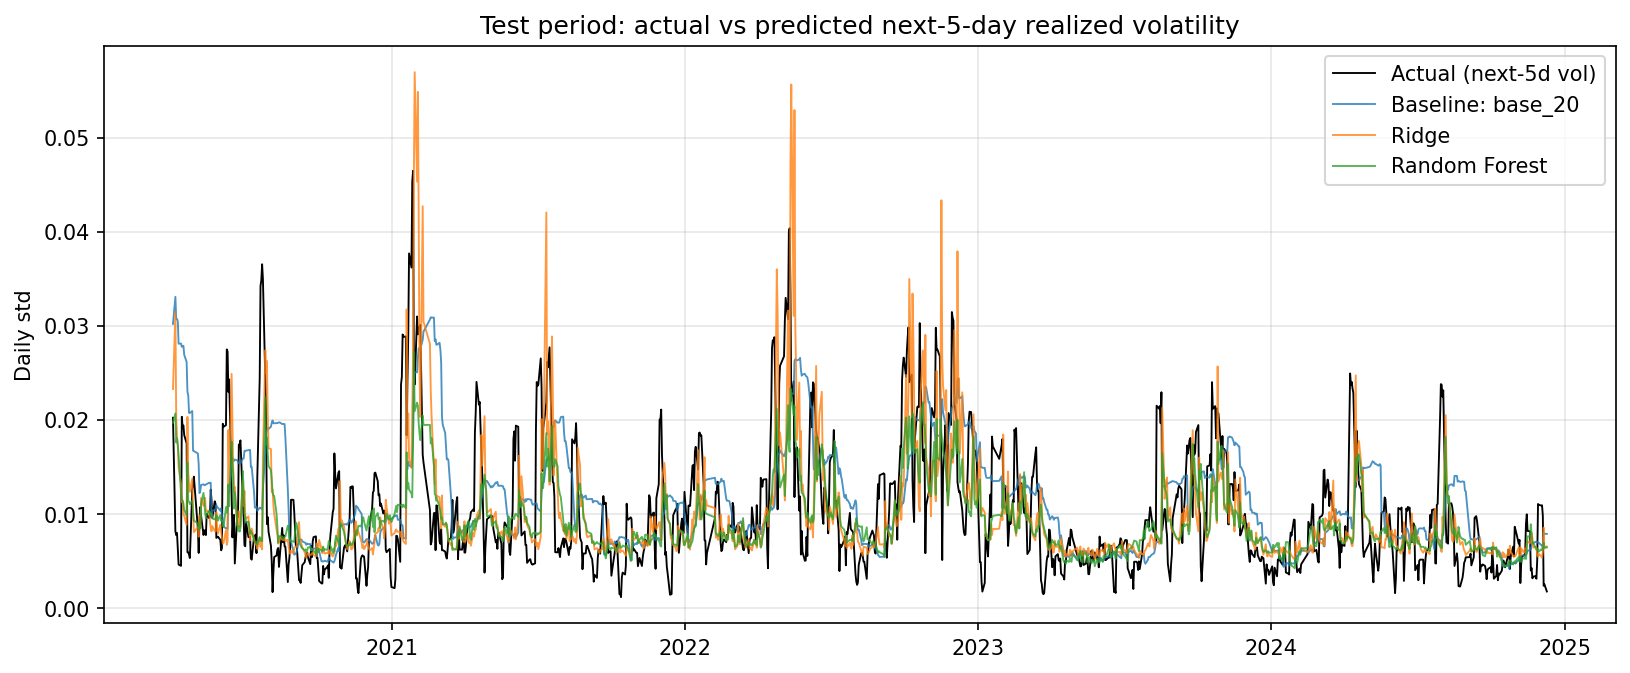 Test period: actual vs predicted next-5-day realized volatility
Actual (next-5d vol)
Baseline: base_20
Ridge
Random Forest
Daily std
0.05
0.04
0.03
0.02
0.01
0.00
2021
2022
2023
2024
2025